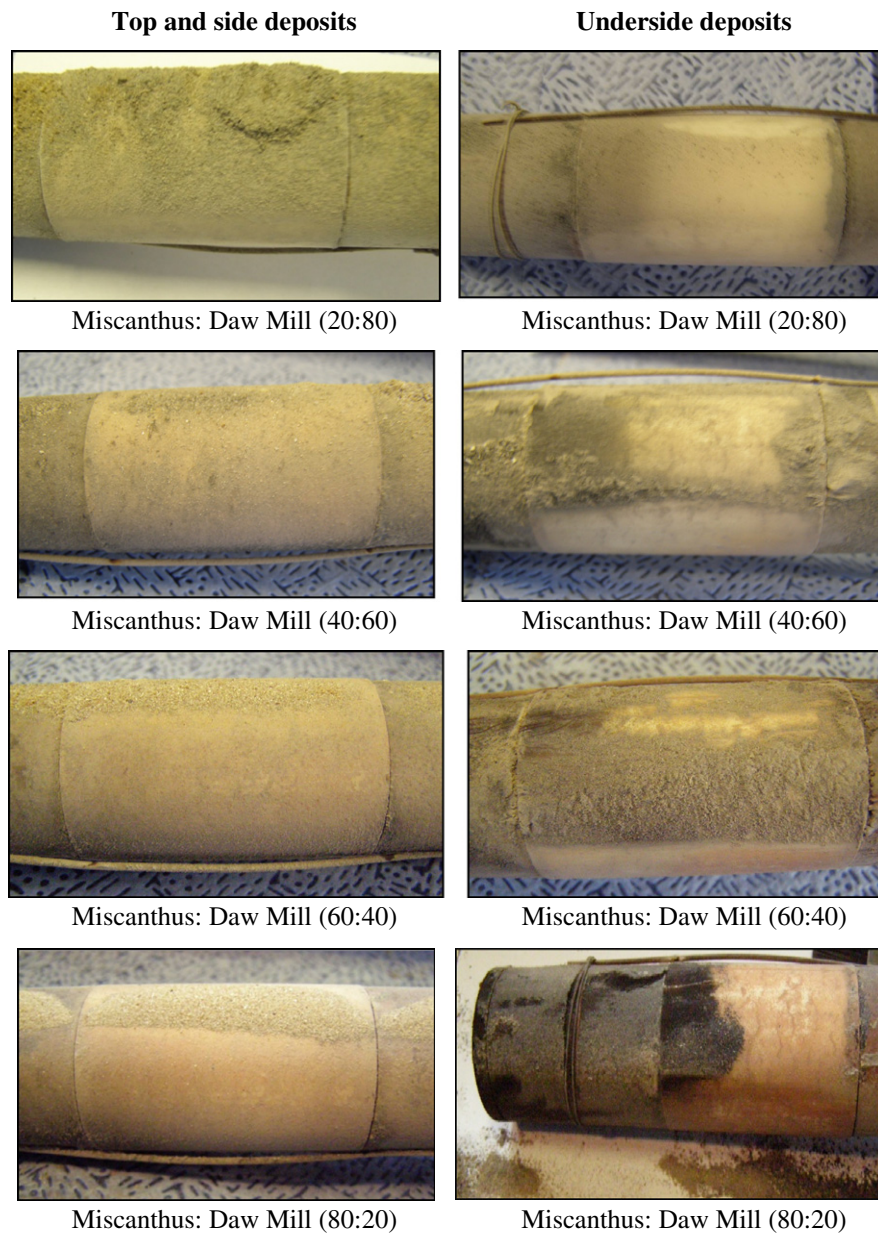 Top and side deposits
Underside deposits
Miscanthus: Daw Mill (20:80)
Miscanthus: Daw Mill (20:80)
Miscanthus: Daw Mill (40:60)
Miscanthus: Daw Mill (40:60)
Miscanthus: Daw Mill (60:40)
Miscanthus: Daw Mill (60:40)
Miscanthus: Daw Mill (80:20)
Miscanthus: Daw Mill (80:20)